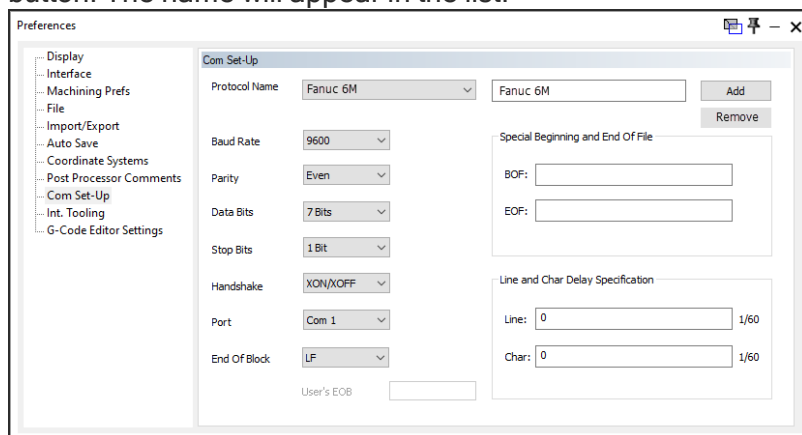 button. The name will appear in the list.
Preferences
Display
Interface
Machining Prefs
File
Import/Export
Auto Save
Coordinate Systems
Post Processor Comments
Com Set-Up
Int. Tooling
G-Code Editor Settings
Com Set-Up
Protocol Name Fanuc 6M Fanuc 6M Add
Remove
Baud Rate 9600
Parity Even
Data Bits 7 Bits
Stop Bits 1 Bit
Handshake XON/XOFF
Port Com 1
End Of Block LF
User's EOB
Special Beginning and End Of File
BOF:
EOF:
Line and Char Delay Specification
Line: 0 1/60
Char: 0 1/60